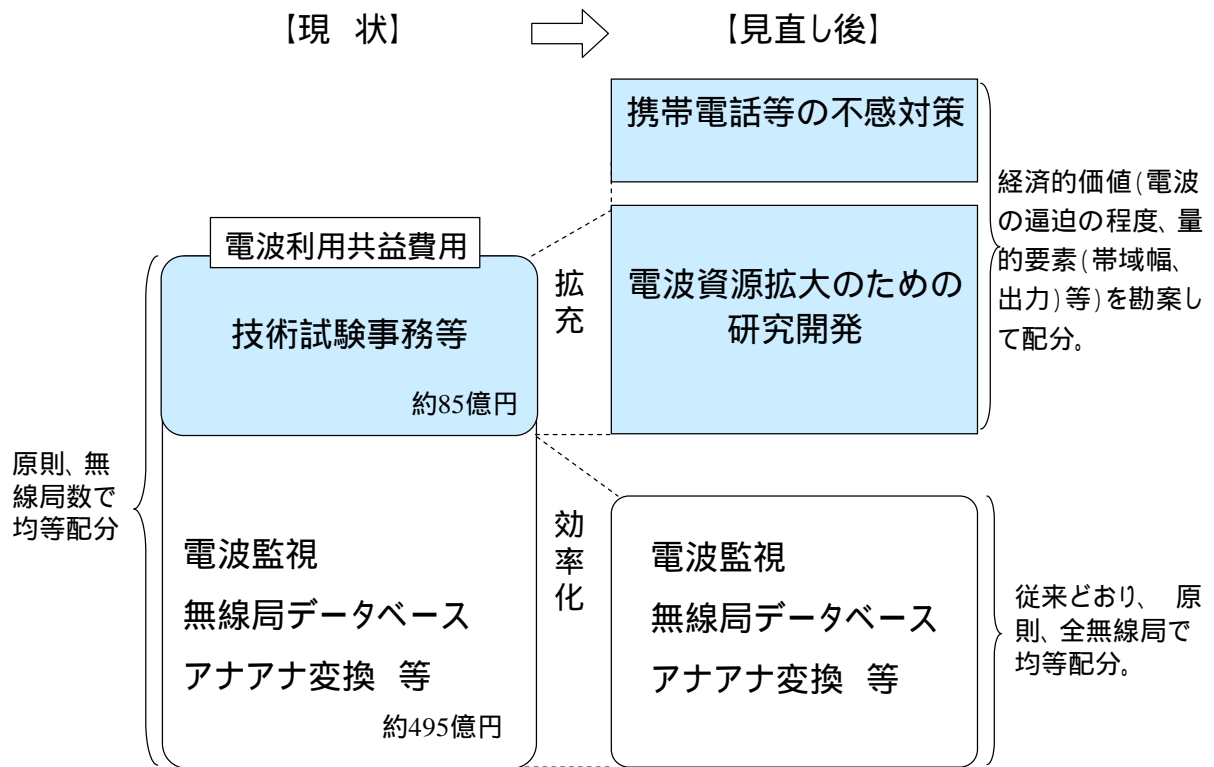 【現 状】
【見直し後】
携帯電話等の不感対策
経済的価値(電波
の逼迫の程度、量
的要素(帯域幅、
出力)等)を勘案し
て配分。
電波利用共益費用
技術試験事務等
約85億円
拡
充
電波資源拡大のための
研究開発
原則、無
線局数で
均等配分
電波監視
無線局データベース
アナアナ変換 等
約495億円
効
率
化
電波監視
無線局データベース
アナアナ変換 等
従来どおり、 原
則、全無線局で
均等配分。